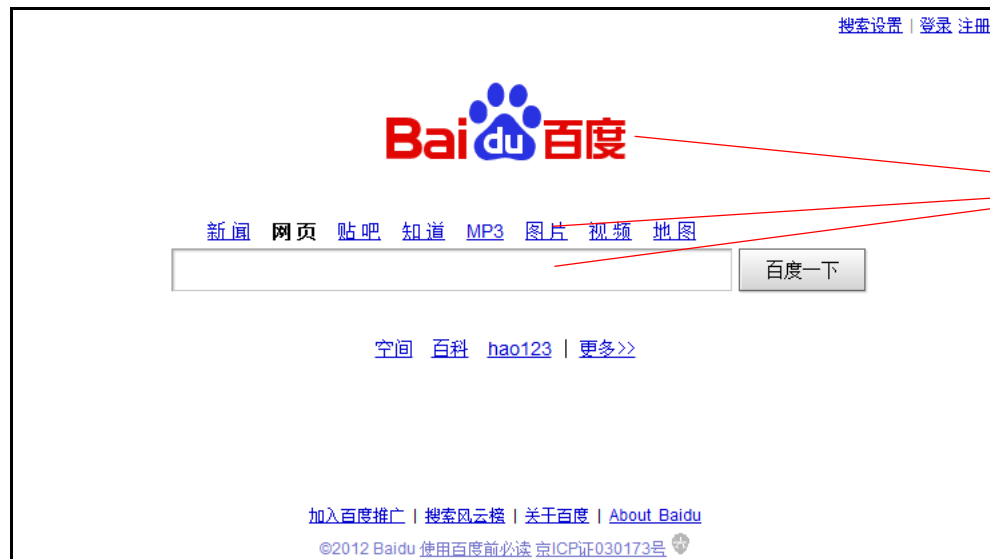 搜索设置 | 登录 注册
Bai du 百度
新闻 网页 贴吧 知道 MP3 图片 视频 地图
百度一下
空间 百科 hao123 | 更多>>
加入百度推广 | 搜索风云榜 | 关于百度 | About Baidu
©2012 Baidu 使用百度前必读 京ICP证030173号